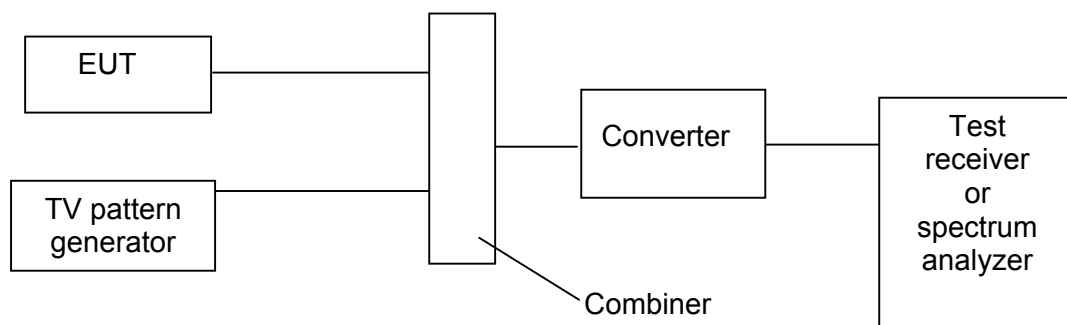 EUT
TV pattern
generator
Combiner
Converter
Test
receiver
or
spectrum
analyzer